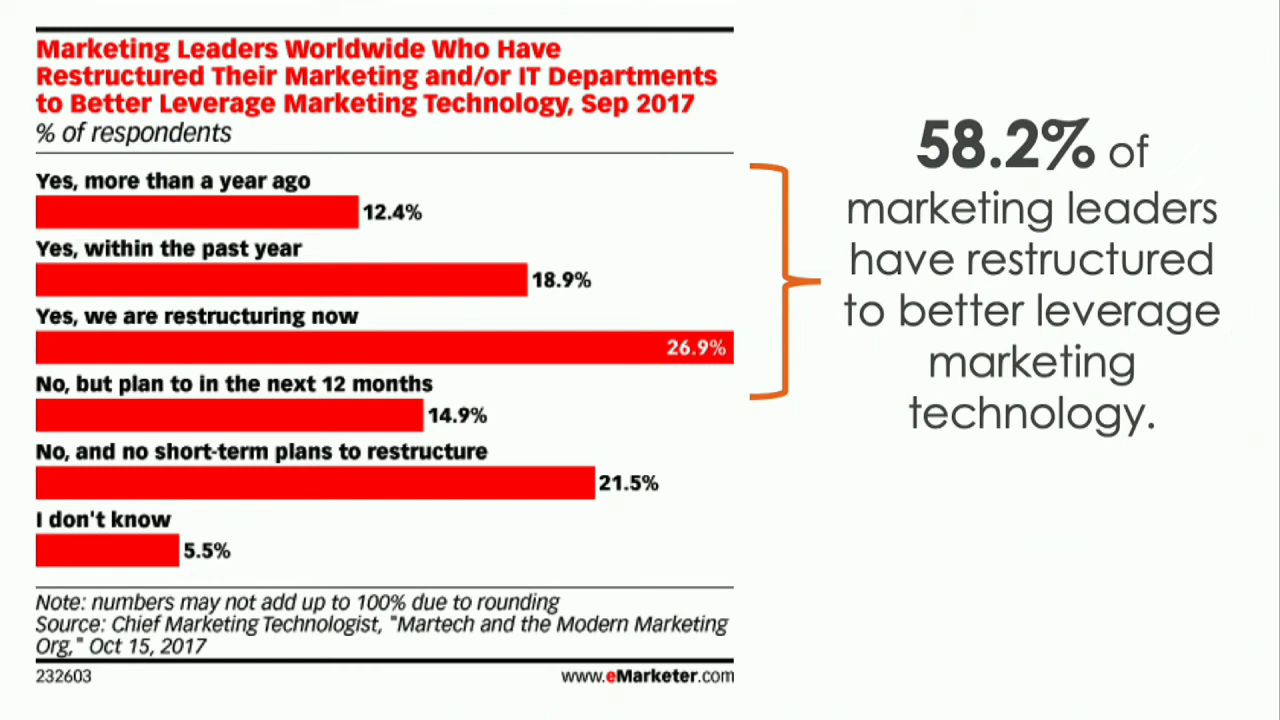 Marketing Leaders Worldwide Who Have
Restructured Their Marketing and/or IT Departments
to Better Leverage Marketing Technology, Sep 2017
% of respondents
Yes, more than a year ago
12.4%
Yes, within the past year
18.9%
Yes, we are restructuring now
26.9%
No, but plan to in the next 12 months
14.9%
No, and no short-term plans to restructure
21.5%
I don't know
5.5%
Note: numbers may not add up to 100% due to rounding
Source: Chief Marketing Technologist, "Martech and the Modern Marketing
Org," Oct 15, 2017
232603
www.eMarketer.com
58.2% of
marketing leaders
have restructured
to better leverage
marketing
technology.